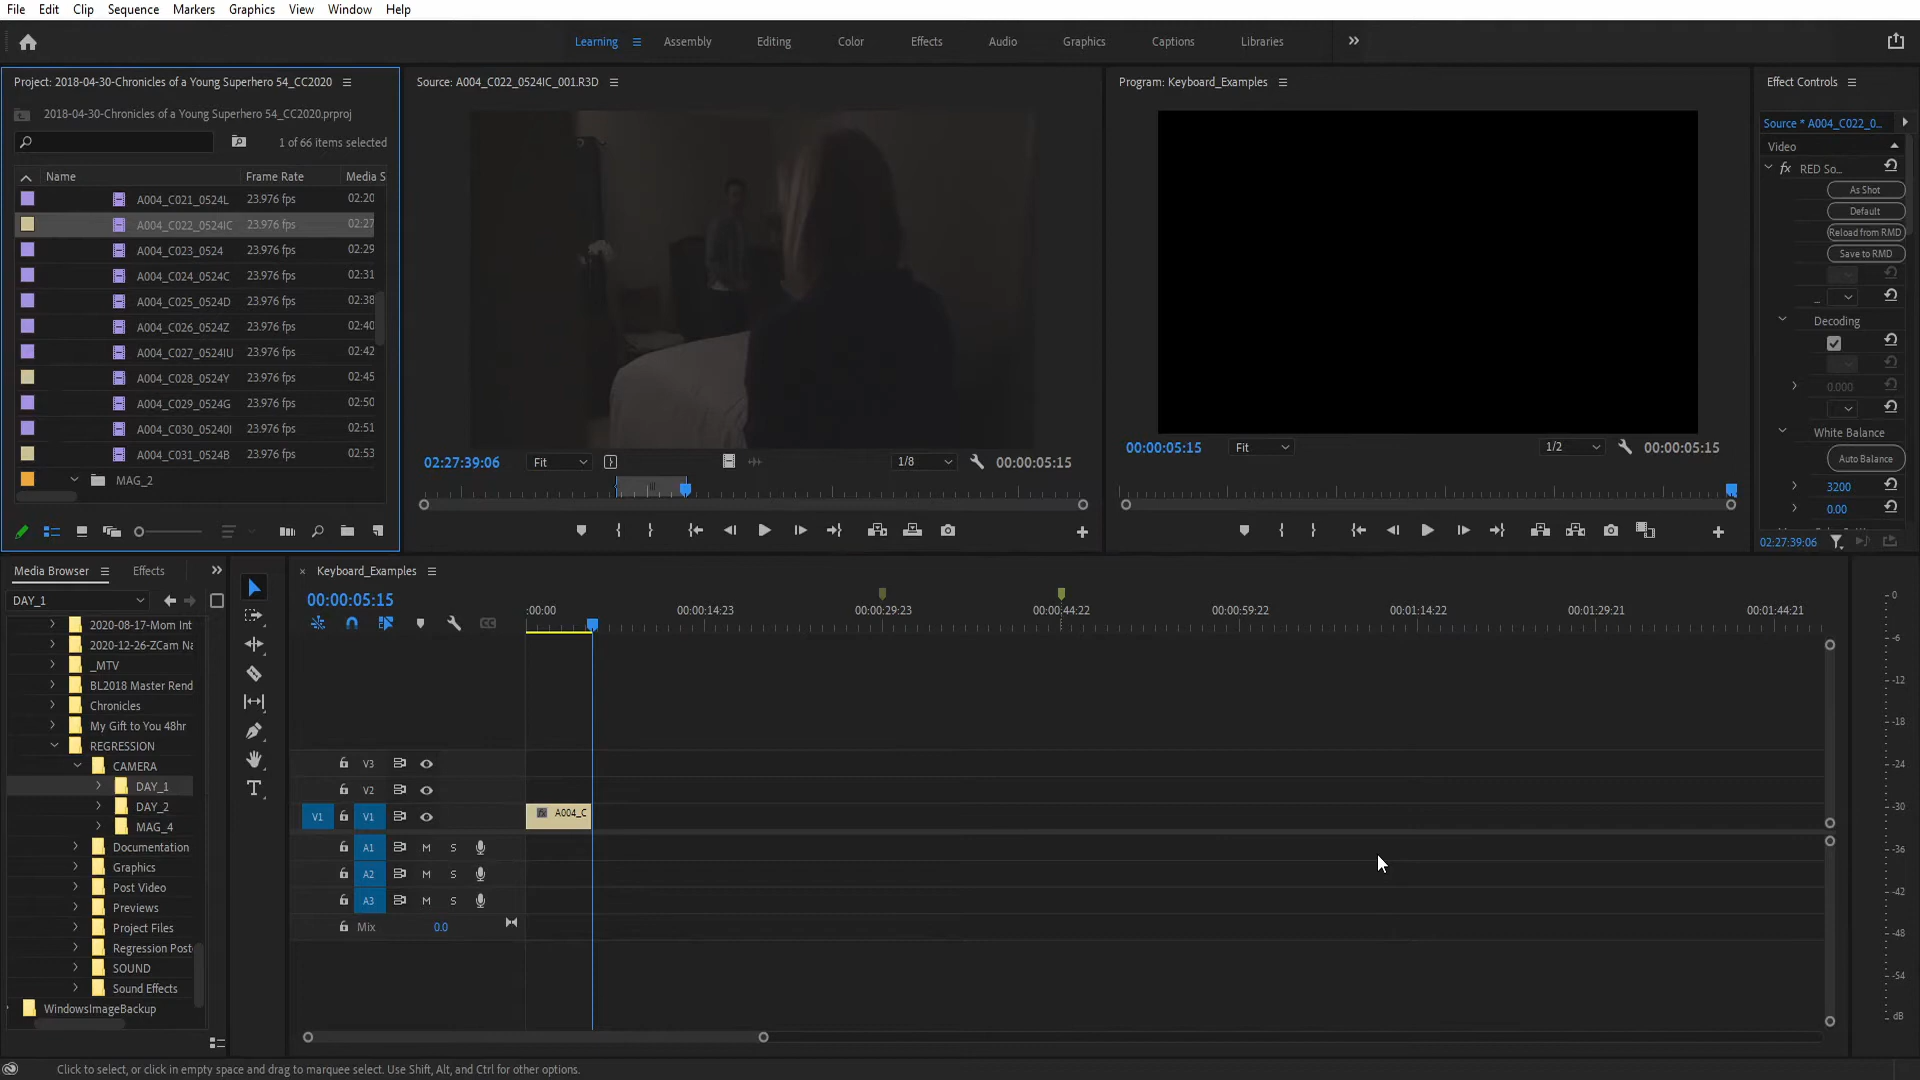 File Edit Clip Sequence Markers Graphics View Window Help
Learning Assembly Editing Color Effects Audio Graphics Captions Libraries
Project: 2018-04-30-Chronicles of a Young Superhero 54_CC2020
2018-04-30-Chronicles of a Young Superhero 54_CC2020.prproj
1 of 66 items selected
Name Frame Rate Media S
A004_C021_0524L 23.976 fps 02:20
A004_C022_0524IC 23.976 fps 02:27
A004_C023_0524 23.976 fps 02:29
A004_C024_0524C 23.976 fps 02:31
A004_C025_0524D 23.976 fps 02:38
A004_C026_0524Z 23.976 fps 02:40
A004_C027_0524IU 23.976 fps 02:42
A004_C028_0524Y 23.976 fps 02:45
A004_C029_0524G 23.976 fps 02:50
A004_C030_0524OI 23.976 fps 02:51
A004_C031_0524B 23.976 fps 02:53
MAG_2
Source: A004_C022_0524IC_001.R3D
02:27:39:06 Fit 1/8 00:00:05:15
Program: Keyboard_Examples
00:00:05:15 Fit 1/2 00:00:05:15
Effect Controls
Source * A004_C022_0...
Video
fx RED So...
As Shot
Default
Reload from RMD
Save to RMD
...
Decoding
0.000
White Balance
Auto Balance
3200
0.00
02:27:39:06
Media Browser Effects
DAY_1
2020-08-17-Mom Int
2020-12-26-ZCam Na
_MTV
BL2018 Master Rend
Chronicles
My Gift to You 48hr
REGRESSION
CAMERA
DAY_1
DAY_2
MAG_4
Documentation
Graphics
Post Video
Previews
Project Files
Regression Post
SOUND
Sound Effects
WindowsImageBackup
T
× Keyboard_Examples
00:00:05:15
:00:00 00:00:14:23 00:00:29:23 00:00:44:22 00:00:59:22 00:01:14:22 00:01:29:21 00:01:44:21
V3
V2
V1 V1 fx A004_C
A1 M S
A2 M S
A3 M S
Mix 0.0
0
-6
-12
-18
-24
-30
-36
-42
-48
-54
dB
Click to select, or click in empty space and drag to marquee select. Use Shift, Alt, and Ctrl for other options.